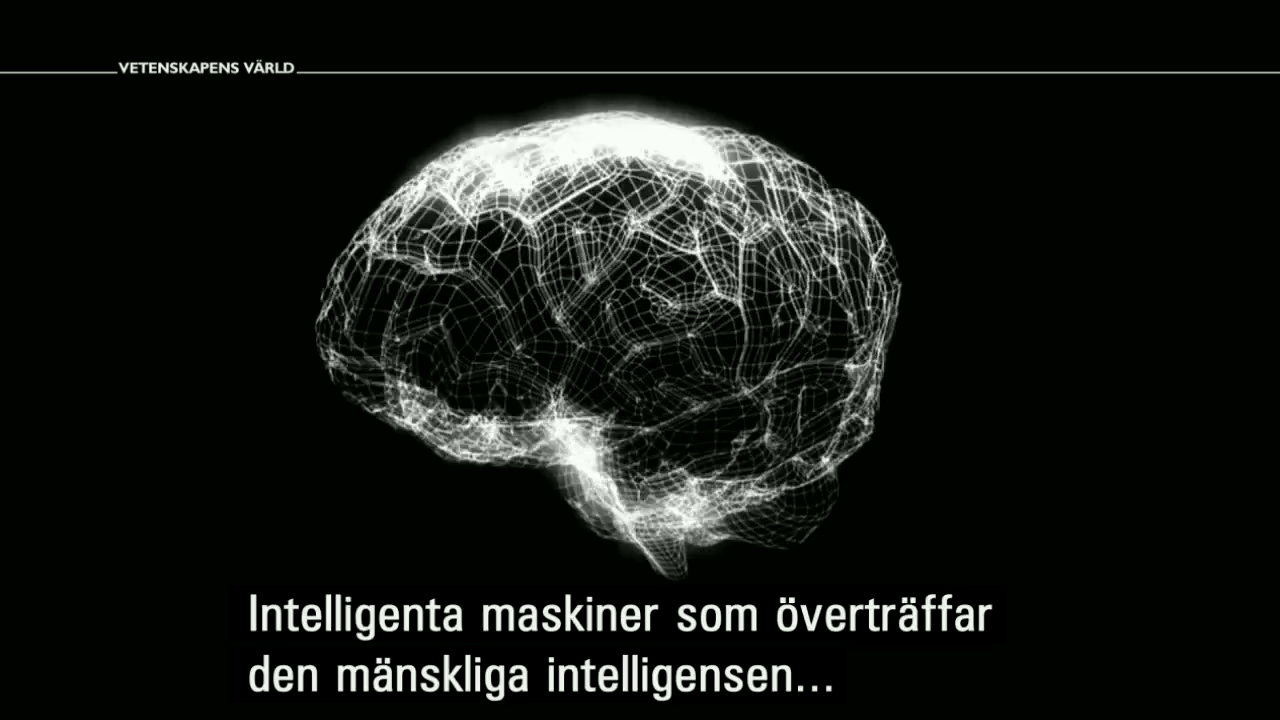 VETENSKAPENS VÄRLD
Intelligenta maskiner som överträffar
den mänskliga intelligensen...